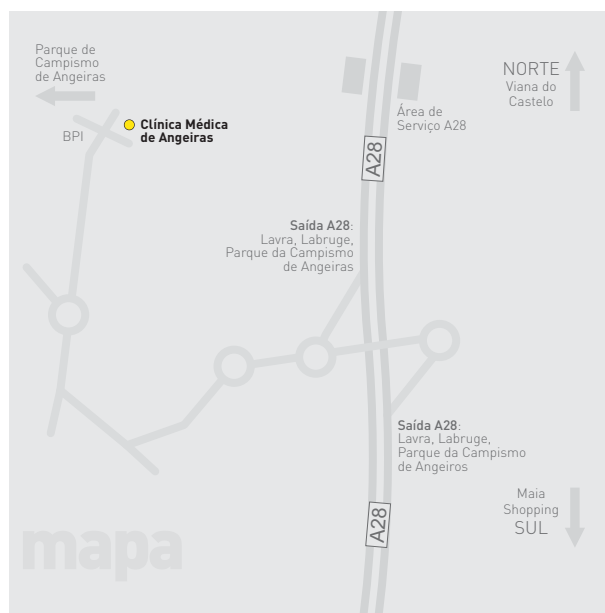 Parque de
Campismo
de Angeiras
BPI
Clínica Médica
de Angeiras
NORTE
Viana do
Castelo
Área de
Serviço A28
A28
Saída A28:
Lavra, Labruge,
Parque da Campismo
de Angeiras
Saída A28:
Lavra, Labruge,
Parque da Campismo
de Angeiros
A28
Maia
Shopping
SUL
mapa